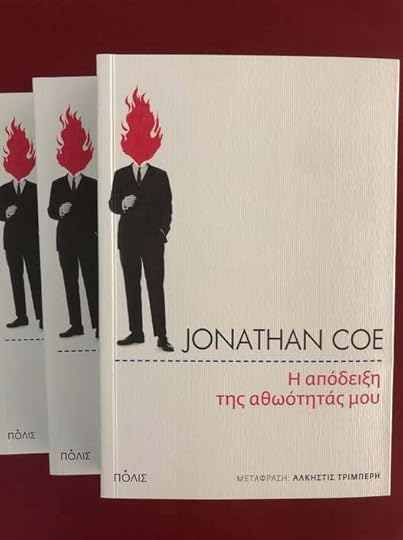 JONATHAN COE
Η απόδειξη
της αθωότητάς μου
ΠΟΛΙΣ
ΜΕΤΑΦΡΑΣΗ: ΑΛΚΗΣΤΙΣ ΤΡΙΜΠΕΡΗ
ΠΟΛΙΣ
ΠΟΛΙΣ